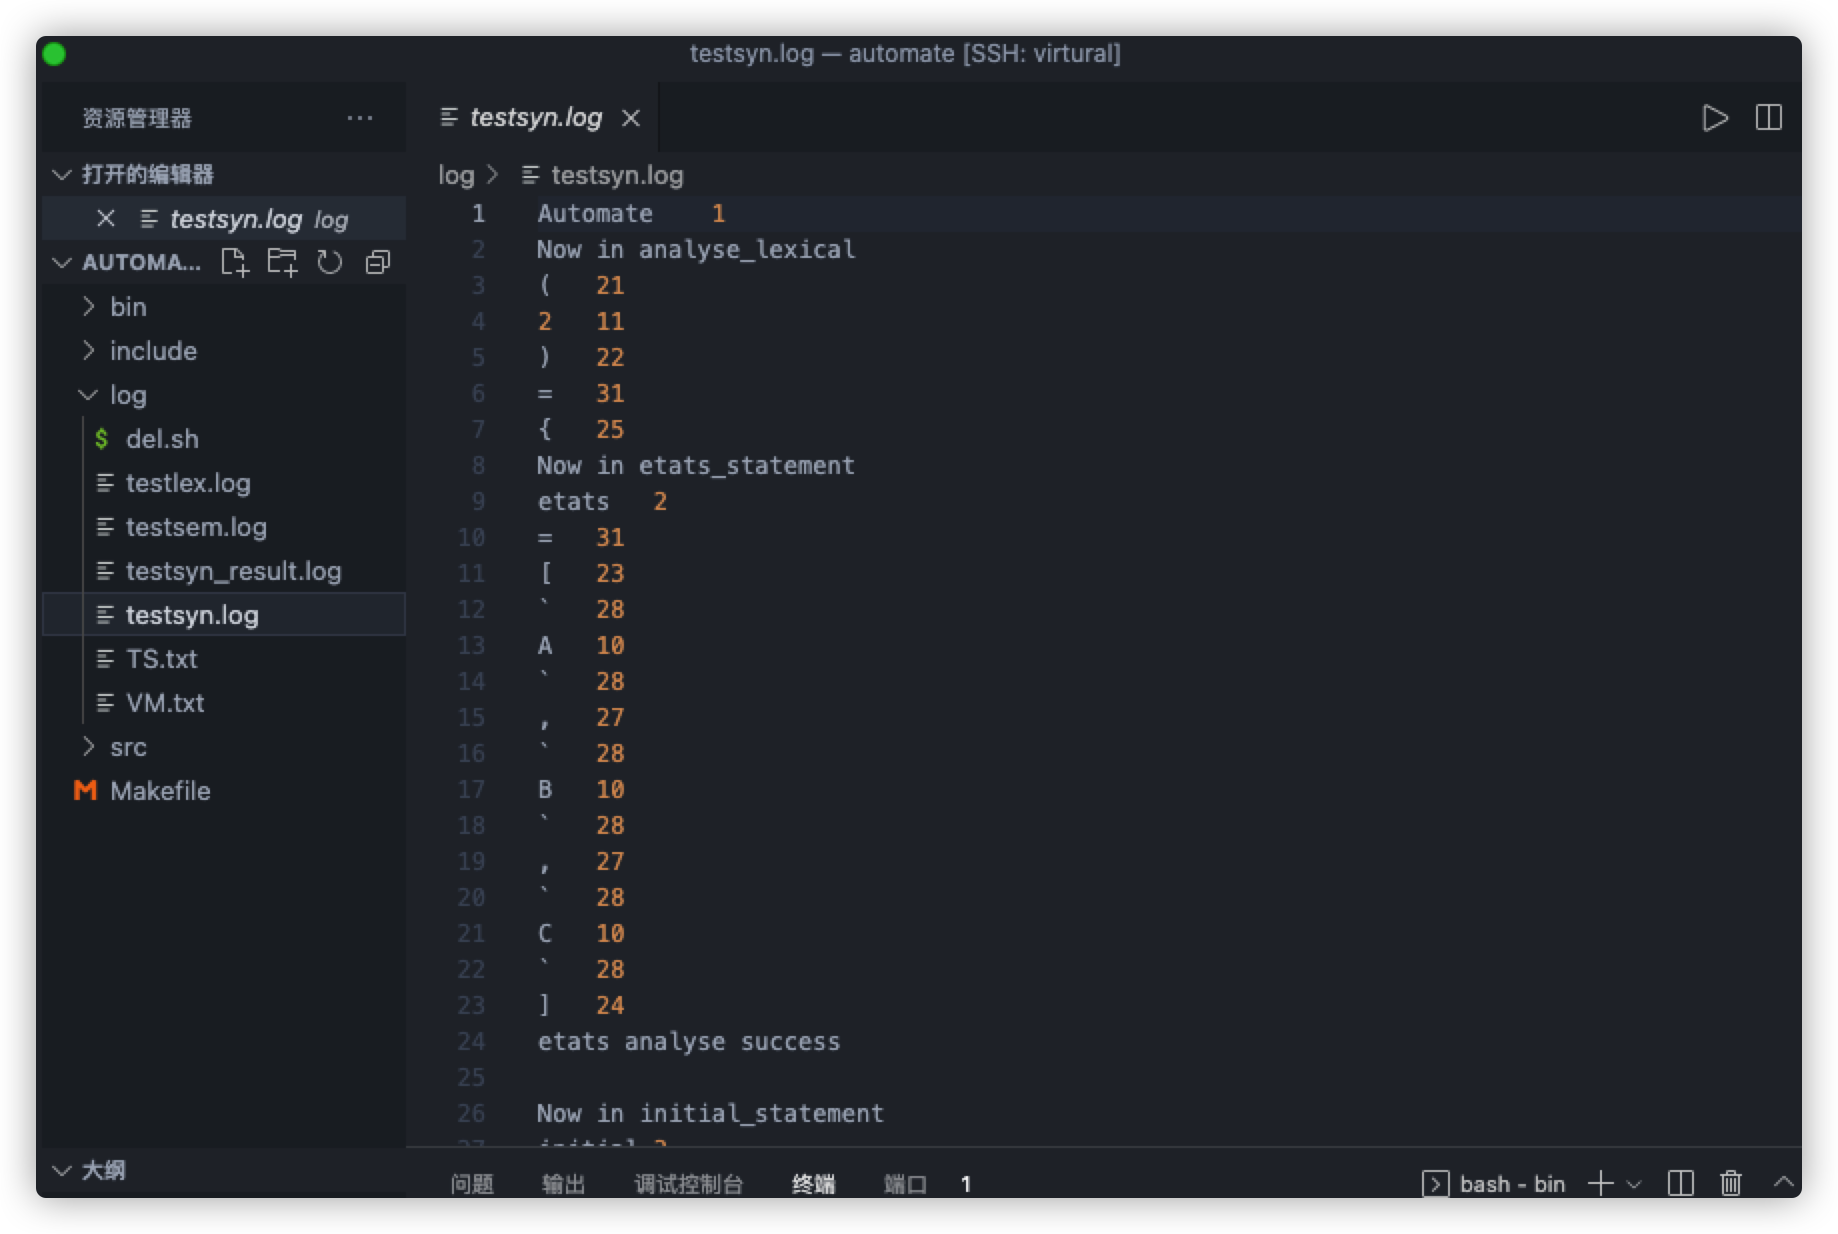 testsyn.log — automate [SSH: virtural]
资源管理器
打开的编辑器
testsyn.log log
AUTOMA...
bin
include
log
$ del.sh
testlex.log
testsem.log
testsyn_result.log
testsyn.log
TS.txt
VM.txt
src
M Makefile
大纲
testsyn.log
log > testsyn.log
1 Automate 1
2 Now in analyse_lexical
3 ( 21
4 2 11
5 ) 22
6 = 31
7 { 25
8 Now in etats_statement
9 etats 2
10 = 31
11 [ 23
12 ` 28
13 A 10
14 ` 28
15 , 27
16 ` 28
17 B 10
18 ` 28
19 , 27
20 ` 28
21 C 10
22 ` 28
23 ] 24
24 etats analyse success
25
26 Now in initial_statement
问题 输出 调试控制台 终端 端口 1
bash - bin